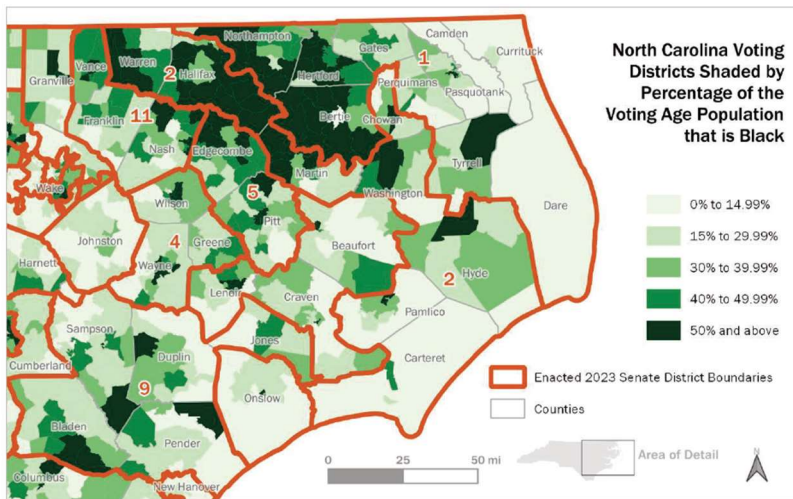 North Carolina Voting
Districts Shaded by
Percentage of the
Voting Age Population
that is Black
0% to 14.99%
15% to 29.99%
30% to 39.99%
40% to 49.99%
50% and above
Enacted 2023 Senate District Boundaries
Counties
Area of Detail
N
0 25 50 mi
Northampton
Camden
Gates
1
Currituck
Vance
Warren
2
Halifax
Hertford
Granville
Perquimans
Pasquotank
11
Franklin
Bertie
Chowan
Nash
Edgecombe
Martin
Tyrrell
Wake
Washington
5
Wilson
Dare
Pitt
4
Greene
Beaufort
Johnston
Wayne
Harnett
2
Hyde
Lenoir
Craven
Pamlico
Sampson
Jones
Duplin
Carteret
Cumberland
9
Onslow
Bladen
Pender
Columbus
New Hanover